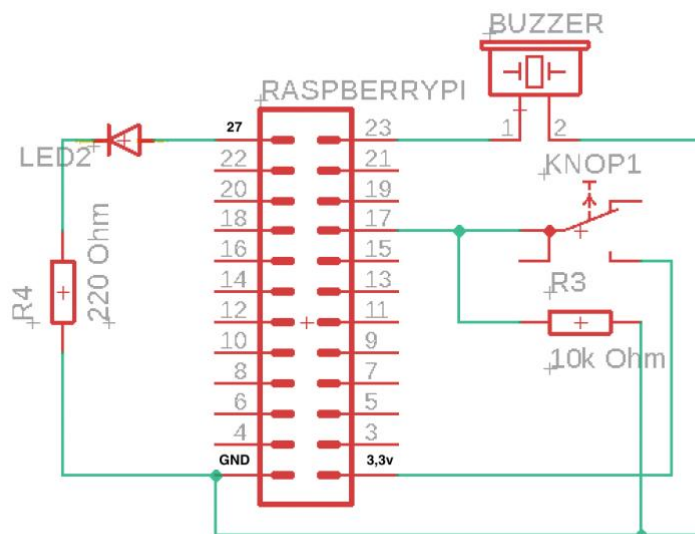 BUZZER
RASPBERRYPI
27
23
1
2
LED2
22
21
KNOP1
20
19
18
17
16
15
R3
R4
220 Ohm
14
13
12
11
10
9
10k Ohm
8
7
6
5
4
3
GND
3,3v